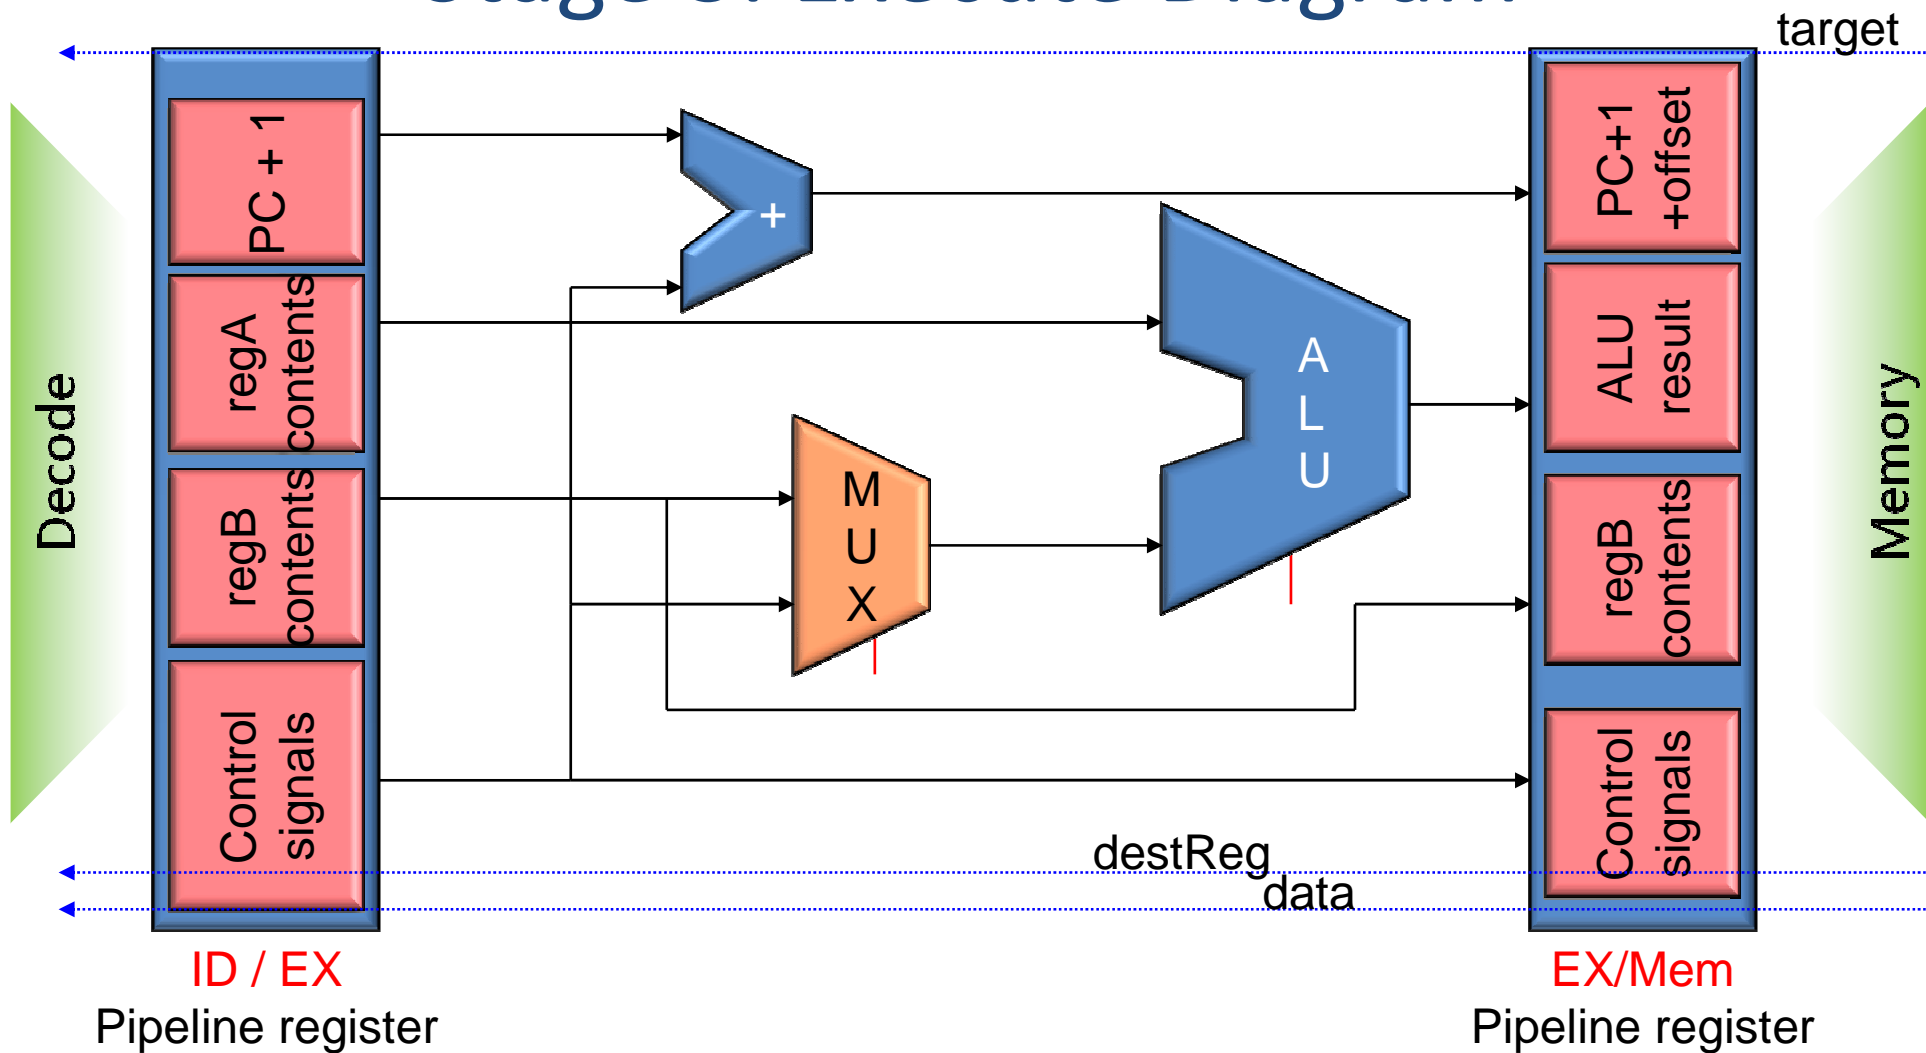 target
PC + 1
regA
contents
regB
contents
Control
signals
Decode
+
M
U
X
A
L
U
PC+1
+offset
ALU
result
regB
contents
Control
signals
Memory
destReg
data
ID / EX
Pipeline register
EX/Mem
Pipeline register